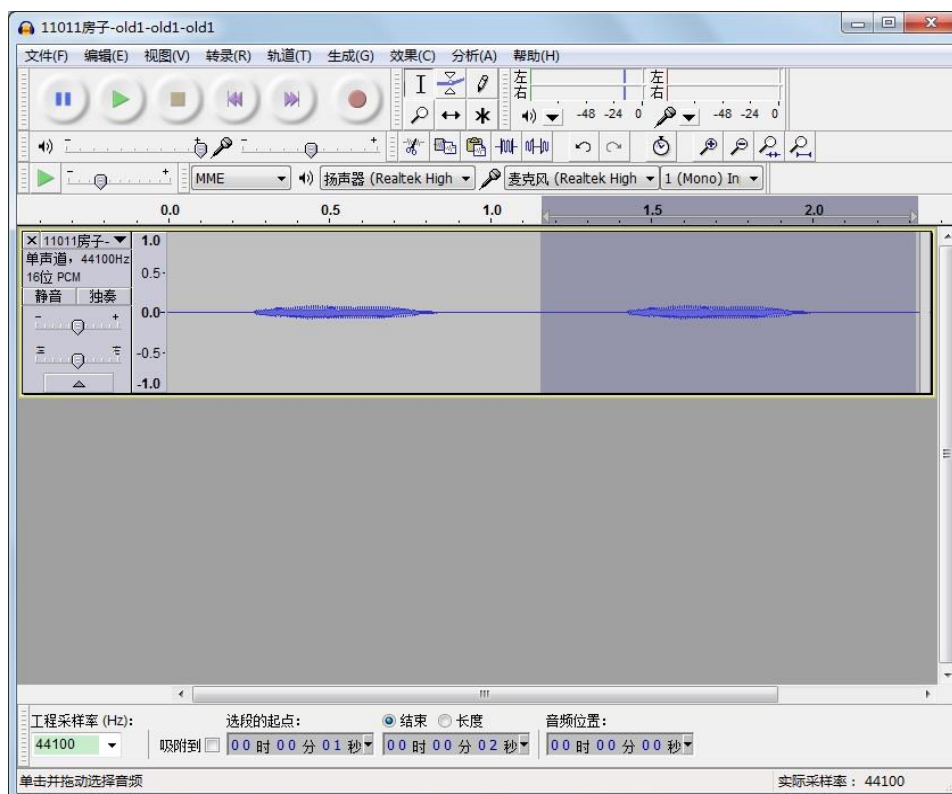 11011房子-old1-old1-old1
文件(F) 编辑(E) 视图(V) 转录(R) 轨道(T) 生成(G) 效果(C) 分析(A) 帮助(H)
左 左
右 右
-48 -24 0 -48 -24 0
MME 扬声器 (Realtek High 麦克风 (Realtek High 1 (Mono) In
0.0 0.5 1.0 1.5 2.0
11011房子- 1.0
单声道, 44100Hz
16位 PCM 0.5
静音 独奏
- + 0.0
-0.5
-1.0
工程采样率 (Hz): 选段的起点: 结束 长度 音频位置:
44100 吸附到 00 时 00 分 01 秒 00 时 00 分 02 秒 00 时 00 分 00 秒
单击并拖动选择音频 实际采样率: 44100